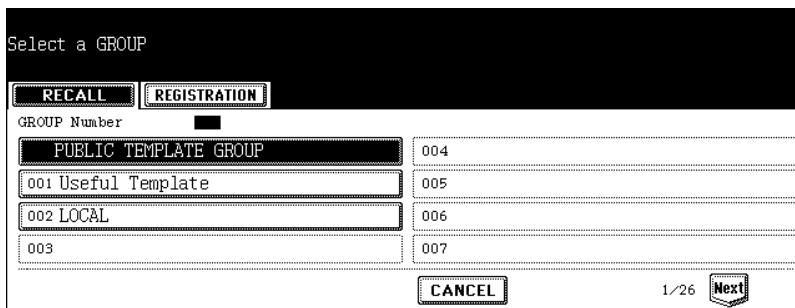 Select a GROUP
RECALL REGISTRATION
GROUP Number
PUBLIC TEMPLATE GROUP
001 Useful Template
002 LOCAL
003
004
005
006
007
CANCEL 1/26 Next